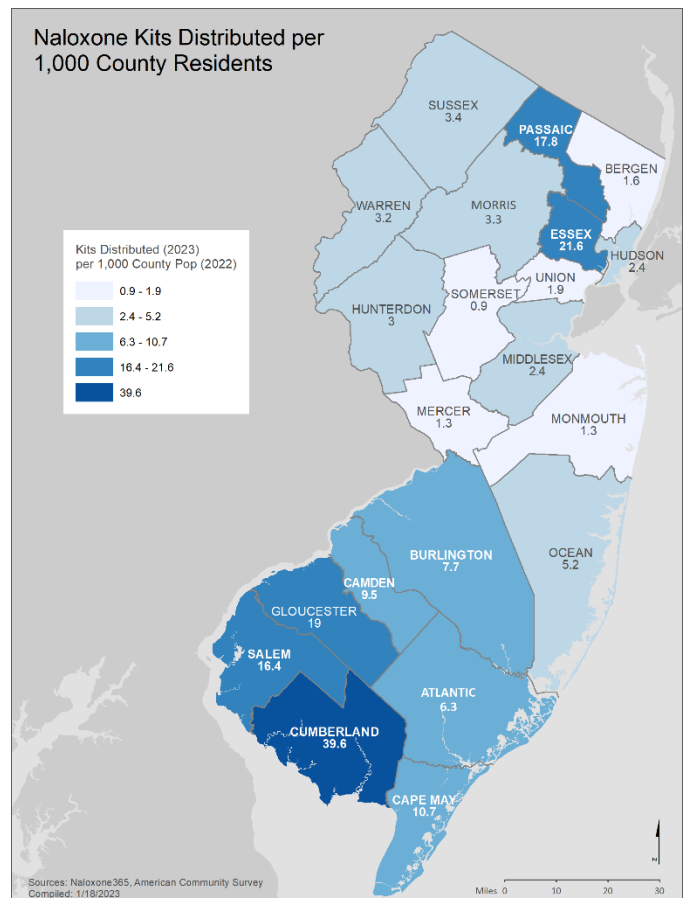 Naloxone Kits Distributed per
1,000 County Residents
SUSSEX
3.4
PASSAIC
17.8
BERGEN
1.6
WARREN
3.2
MORRIS
3.3
ESSEX
21.6
HUDSON
2.4
UNION
1.9
Kits Distributed (2023)
per 1,000 County Pop (2022)
0.9 - 1.9
2.4 - 5.2
6.3 - 10.7
16.4 - 21.6
39.6
HUNTERDON
3
SOMERSET
0.9
MIDDLESEX
2.4
MERCER
1.3
MONMOUTH
1.3
BURLINGTON
7.7
OCEAN
5.2
CAMDEN
9.5
GLOUCESTER
19
SALEM
16.4
ATLANTIC
6.3
CUMBERLAND
39.6
CAPE MAY
10.7
N
Sources: Naloxone365, American Community Survey
Compiled: 1/18/2023
Miles 0 10 20 30